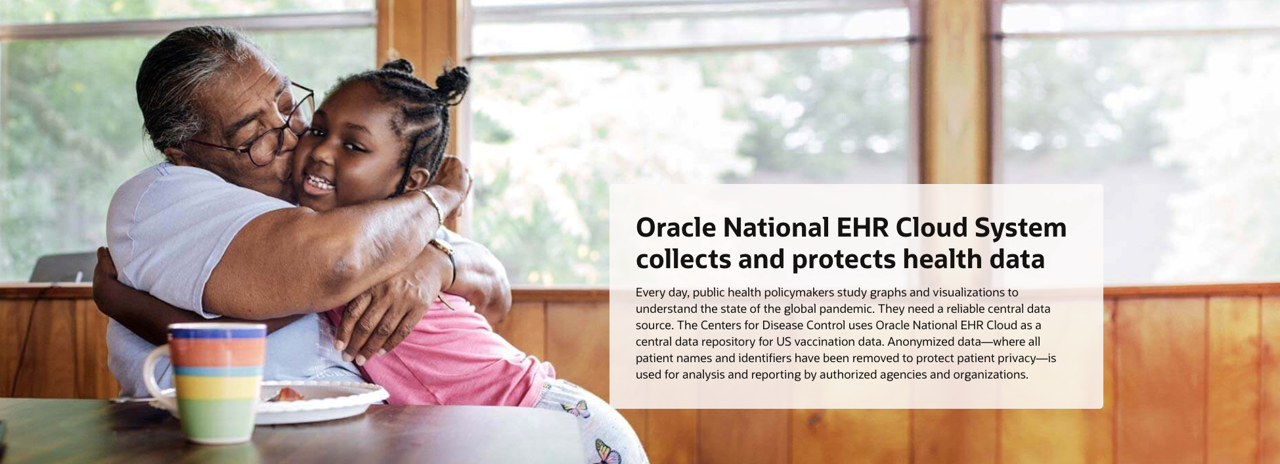 Oracle National EHR Cloud System
collects and protects health data
Every day, public health policymakers study graphs and visualizations to
understand the state of the global pandemic. They need a reliable central data
source. The Centers for Disease Control uses Oracle National EHR Cloud as a
central data repository for US vaccination data. Anonymized data—where all
patient names and identifiers have been removed to protect patient privacy—is
used for analysis and reporting by authorized agencies and organizations.